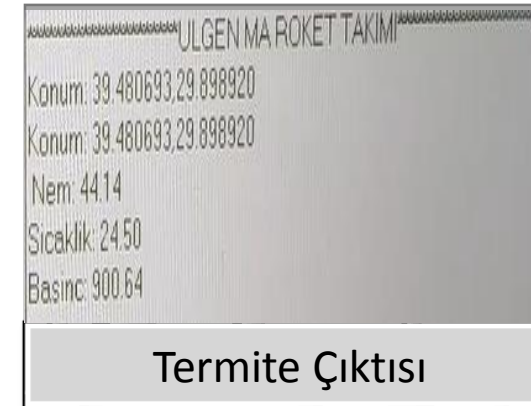 ************************ULGEN MA ROKET TAKIMI************************
Konum: 39.480693,29.898920
Konum: 39.480693,29.898920
Nem: 44.14
Sicaklik: 24.50
Basinc: 900.64
Termite Çıktısı